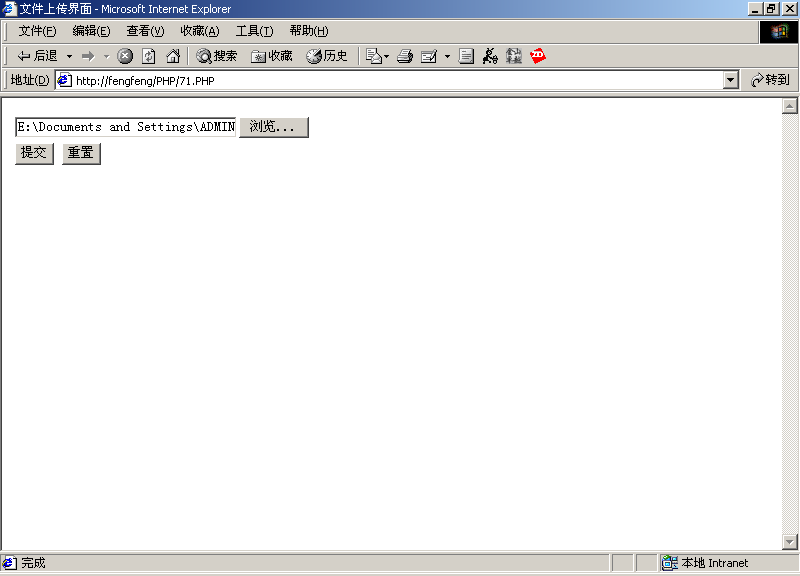 文件上传界面 - Microsoft Internet Explorer
文件(F) 编辑(E) 查看(V) 收藏(A) 工具(T) 帮助(H)
后退 搜索 收藏 历史
地址(D) http://fengfeng/PHP/71.PHP 转到
E:\Documents and Settings\ADMIN 浏览...
提交 重置
完成 本地 Intranet